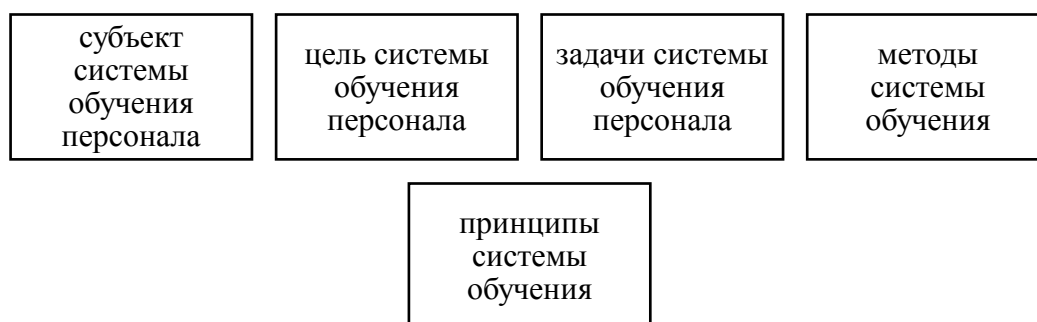 субъект
системы
обучения
персонала
цель системы
обучения
персонала
задачи системы
обучения
персонала
методы
системы
обучения
принципы
системы
обучения